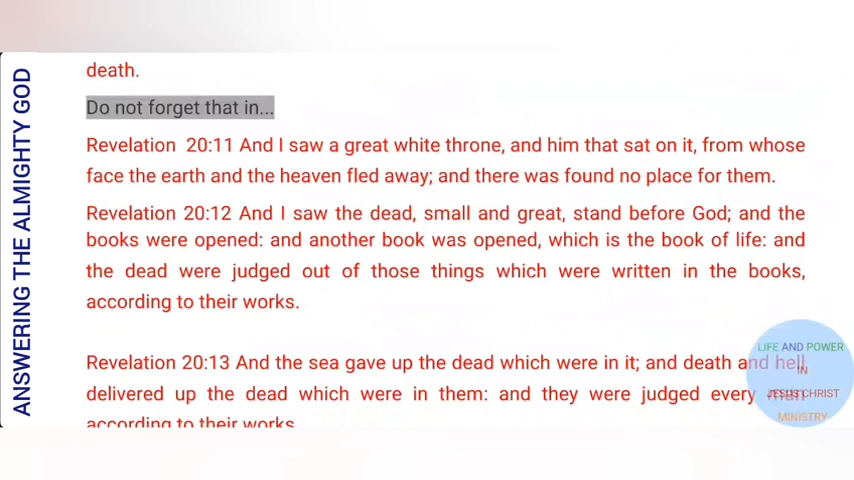 ANSWERING THE ALMIGHTY GOD
death.
Do not forget that in...
Revelation 20:11 And I saw a great white throne, and him that sat on it, from whose
face the earth and the heaven fled away; and there was found no place for them.
Revelation 20:12 And I saw the dead, small and great, stand before God; and the
books were opened: and another book was opened, which is the book of life: and
the dead were judged out of those things which were written in the books,
according to their works.
Revelation 20:13 And the sea gave up the dead which were in it; and death and hell
delivered up the dead which were in them: and they were judged every man
according to their works
LIFE AND POWER
IN
JESUS CHRIST
MINISTRY